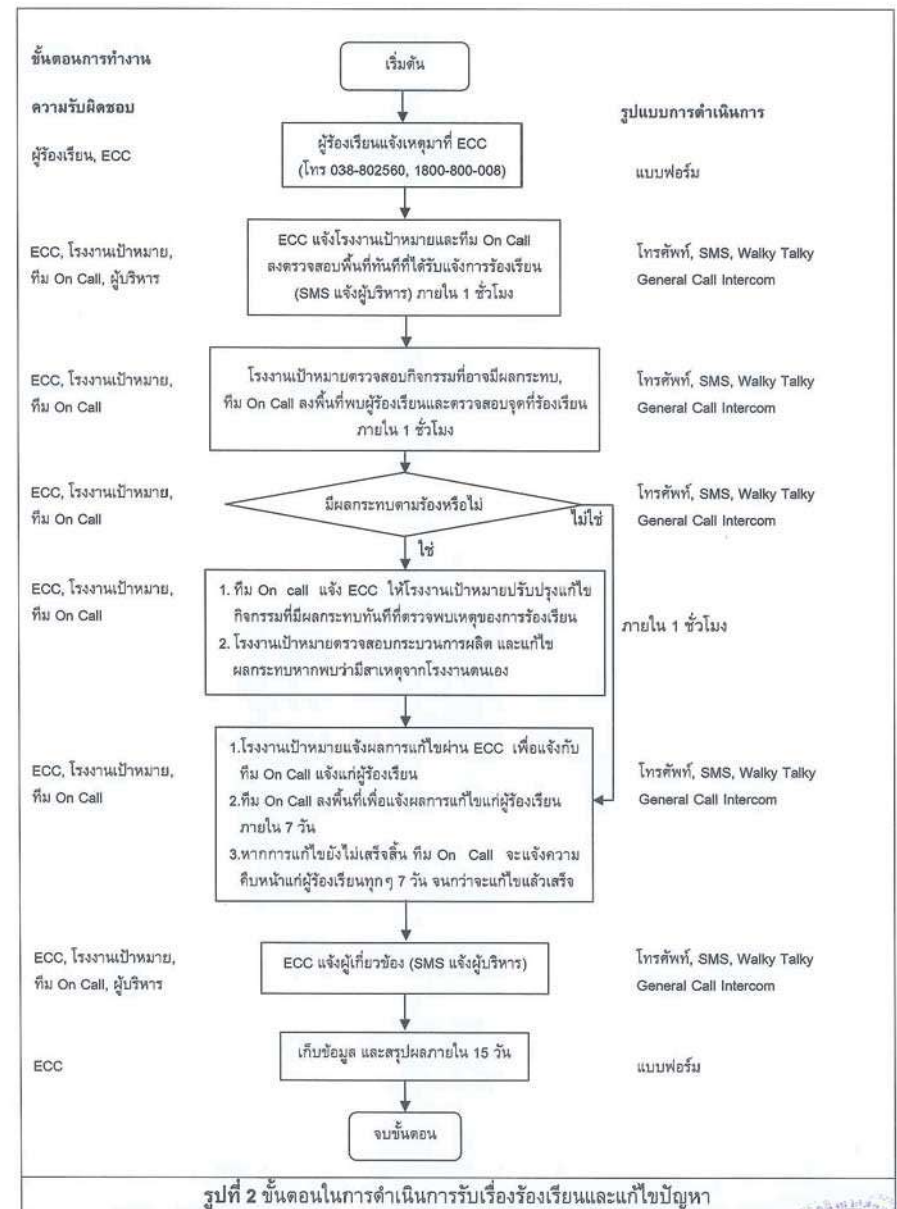 ขั้นตอนการทำงาน
เริ่มต้น
ความรับผิดชอบ
รูปแบบการดำเนินการ
ผู้ร้องเรียน, ECC
ผู้ร้องเรียนแจ้งเหตุมาที่ ECC
(โทร 038-802560, 1800-800-008)
แบบฟอร์ม
ECC, โรงงานเป้าหมาย,
ทีม On Call, ผู้บริหาร
ECC แจ้งโรงงานเป้าหมายและทีม On Call
ลงตรวจสอบพื้นที่ทันทีที่ได้รับแจ้งการร้องเรียน
(SMS แจ้งผู้บริหาร) ภายใน 1 ชั่วโมง
โทรศัพท์, SMS, Walky Talky
General Call Intercom
ECC, โรงงานเป้าหมาย,
ทีม On Call
โรงงานเป้าหมายตรวจสอบกิจกรรมที่อาจมีผลกระทบ,
ทีม On Call ลงพื้นที่พบผู้ร้องเรียนและตรวจสอบจุดที่ร้องเรียน
ภายใน 1 ชั่วโมง
โทรศัพท์, SMS, Walky Talky
General Call Intercom
ECC, โรงงานเป้าหมาย,
ทีม On Call
มีผลกระทบตามร้องหรือไม่
ไม่ใช่
ใช่
โทรศัพท์, SMS, Walky Talky
General Call Intercom
ECC, โรงงานเป้าหมาย,
ทีม On Call
1. ทีม On call แจ้ง ECC ให้โรงงานเป้าหมายปรับปรุงแก้ไข
กิจกรรมที่มีผลกระทบทันทีที่ตรวจพบเหตุของการร้องเรียน
2. โรงงานเป้าหมายตรวจสอบกระบวนการผลิต และแก้ไข
ผลกระทบหากพบว่ามีสาเหตุจากโรงงานตนเอง
ภายใน 1 ชั่วโมง
ECC, โรงงานเป้าหมาย,
ทีม On Call
1.โรงงานเป้าหมายแจ้งผลการแก้ไขผ่าน ECC เพื่อแจ้งกับ
ทีม On Call แจ้งแก่ผู้ร้องเรียน
2.ทีม On Call ลงพื้นที่เพื่อแจ้งผลการแก้ไขแก่ผู้ร้องเรียน
ภายใน 7 วัน
3.หากการแก้ไขยังไม่เสร็จสิ้น ทีม On Call จะแจ้งความ
คืบหน้าแก่ผู้ร้องเรียนทุกๆ 7 วัน จนกว่าจะแก้ไขแล้วเสร็จ
โทรศัพท์, SMS, Walky Talky
General Call Intercom
ECC, โรงงานเป้าหมาย,
ทีม On Call, ผู้บริหาร
ECC แจ้งผู้เกี่ยวข้อง (SMS แจ้งผู้บริหาร)
โทรศัพท์, SMS, Walky Talky
General Call Intercom
ECC
เก็บข้อมูล และสรุปผลภายใน 15 วัน
แบบฟอร์ม
จบขั้นตอน
รูปที่ 2 ขั้นตอนในการดำเนินการรับเรื่องร้องเรียนและแก้ไขปัญหา